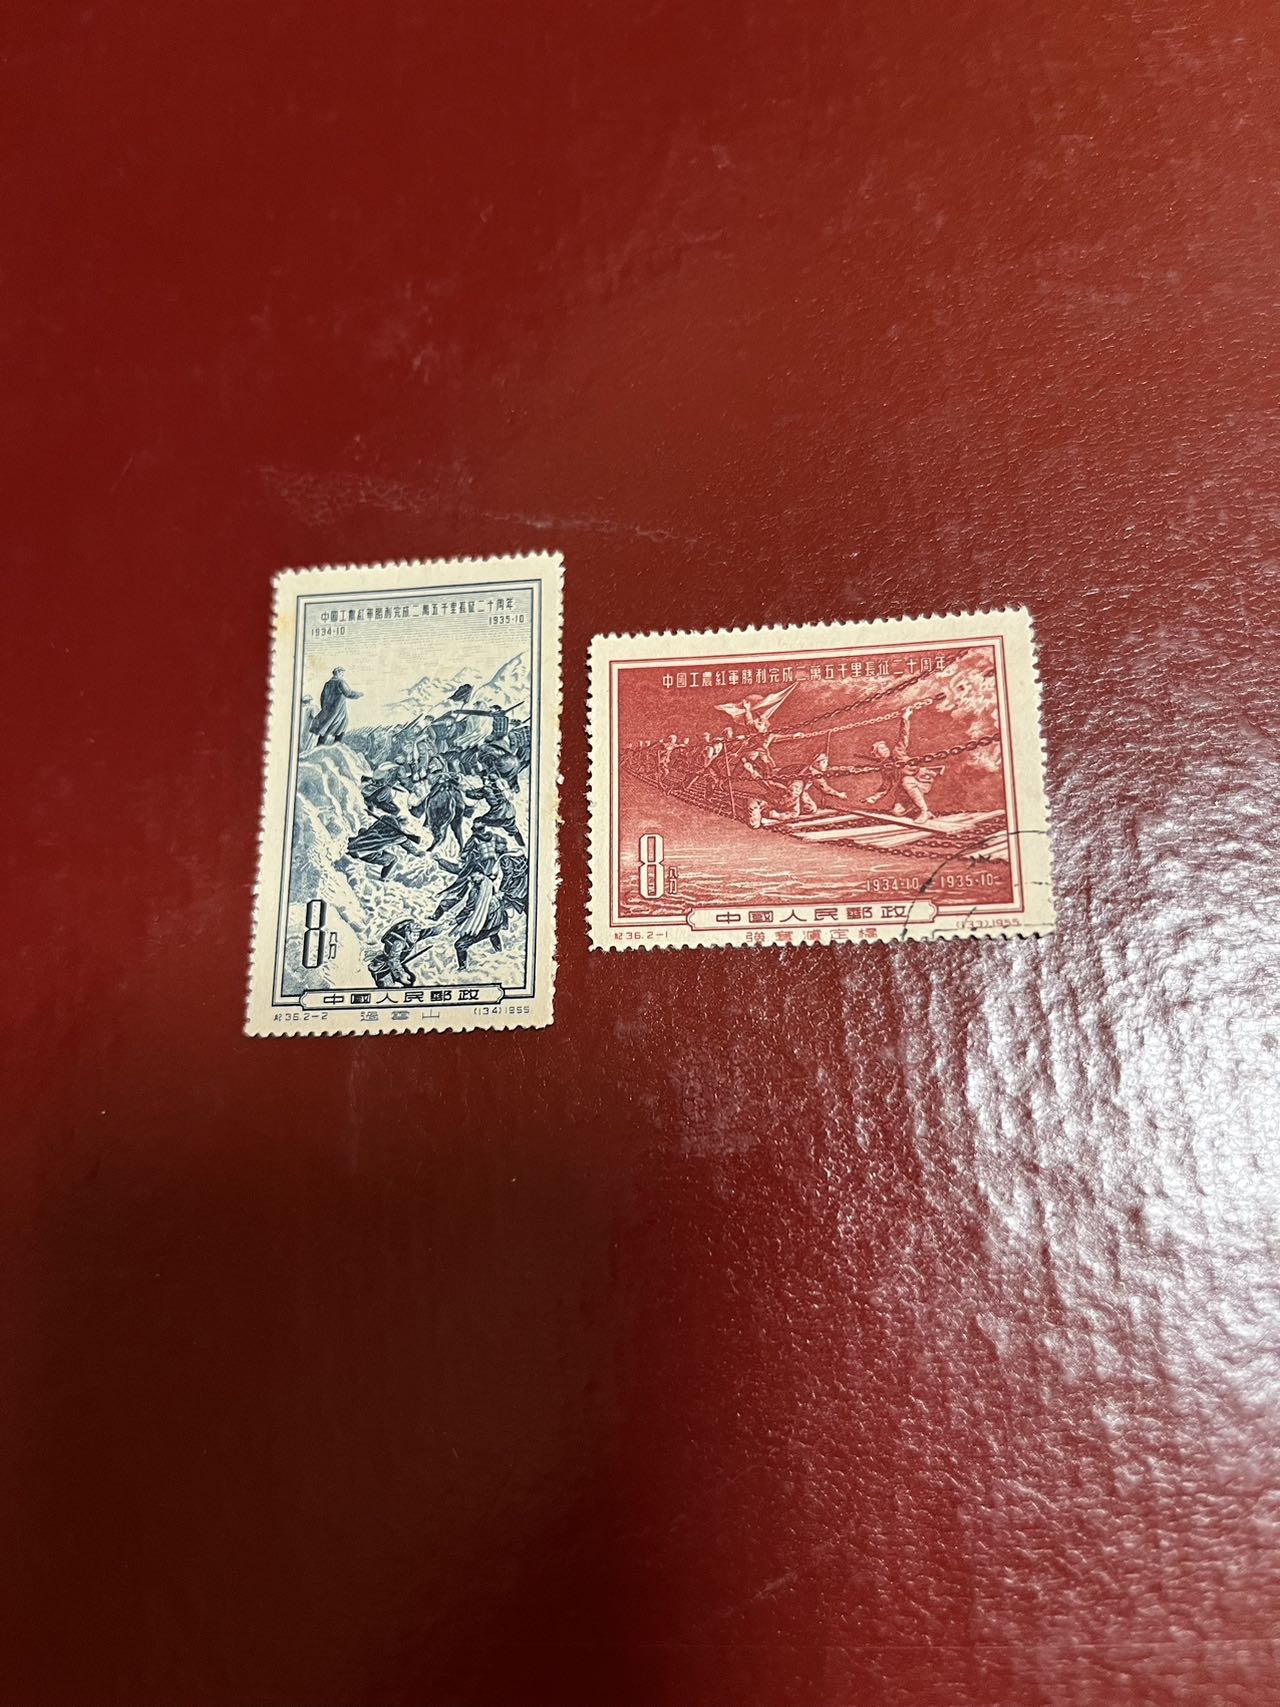 中國工農紅軍勝利完成二萬五千里長征二十周年
1934·10 1935·10
8分
中國人民郵政
紀36.2-2 過雪山 (134)1955
中國工農紅軍勝利完成二萬五千里長征二十周年
8分
1934·10 1935·10
中國人民郵政
紀36.2-1 強奪瀘定橋 (133)1955